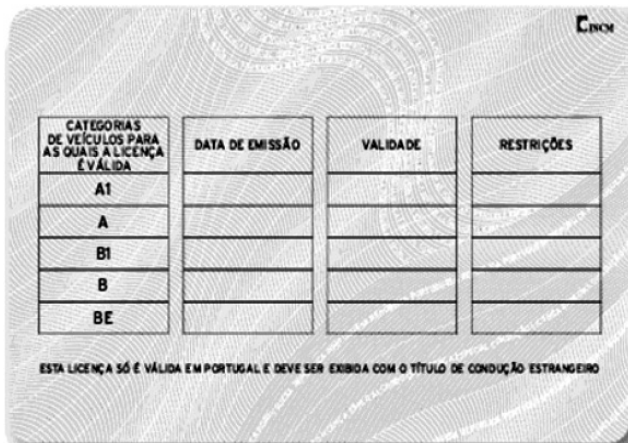 INCM
CATEGORIAS
DE VEÍCULOS PARA
AS QUAIS A LICENÇA
É VÁLIDA
DATA DE EMISSÃO
VALIDADE
RESTRIÇÕES
A1
A
B1
B
BE
ESTA LICENÇA SÓ É VÁLIDA EM PORTUGAL E DEVE SER EXIBIDA COM O TÍTULO DE CONDUÇÃO ESTRANGEIRO